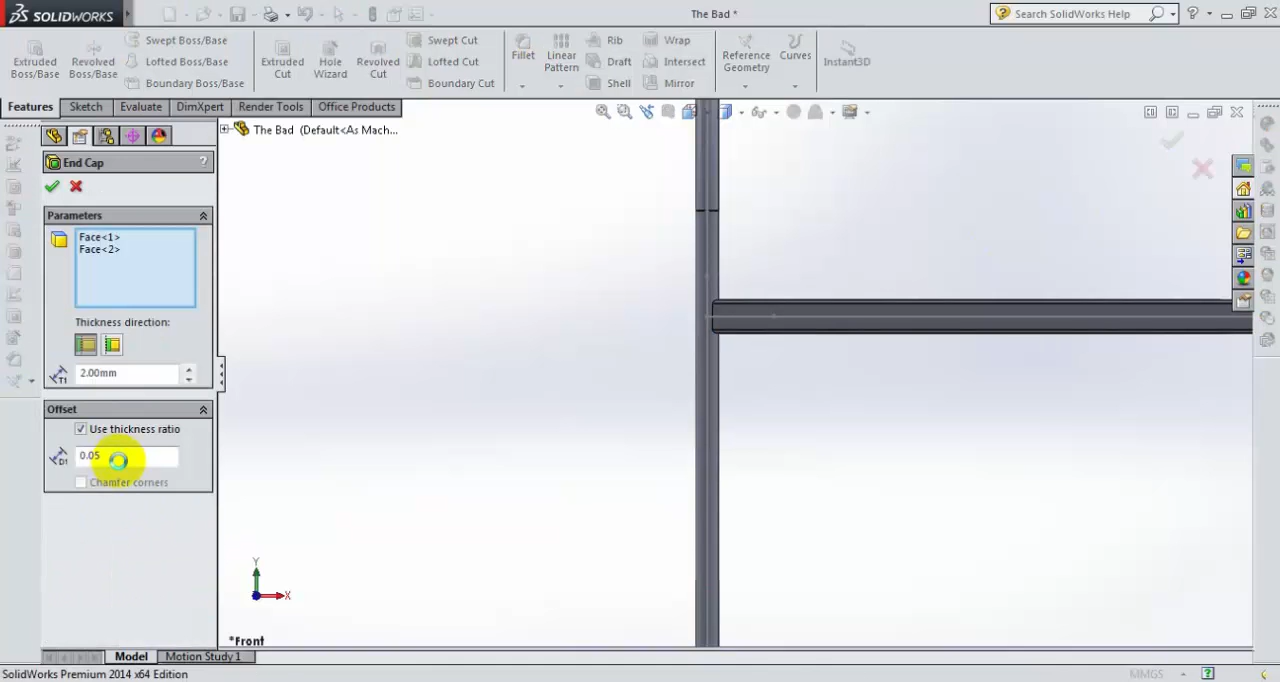 SOLIDWORKS
The Bad *
Search SolidWorks Help
Extruded Boss/Base
Revolved Boss/Base
Swept Boss/Base
Lofted Boss/Base
Boundary Boss/Base
Extruded Cut
Hole Wizard
Revolved Cut
Swept Cut
Lofted Cut
Boundary Cut
Fillet
Linear Pattern
Rib
Draft
Shell
Wrap
Intersect
Mirror
Reference Geometry
Curves
Instant3D
Features
Sketch
Evaluate
DimXpert
Render Tools
Office Products
The Bad (Default<As Mach...
End Cap
?
Parameters
Face<1>
Face<2>
Thickness direction:
T1
2.00mm
Offset
Use thickness ratio
D1
0.05
Chamfer corners
Y
X
*Front
Model
Motion Study 1
SolidWorks Premium 2014 x64 Edition
MMGS
?